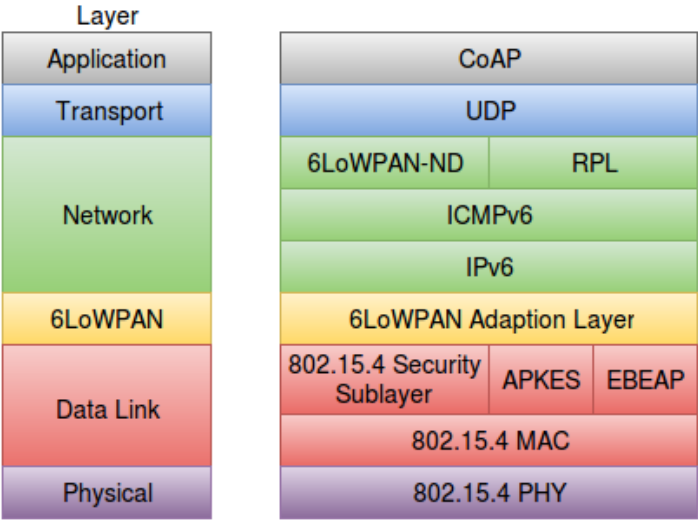 Layer
Application
CoAP
Transport
UDP
Network
6LoWPAN-ND
RPL
ICMPv6
IPv6
6LoWPAN
6LoWPAN Adaption Layer
Data Link
802.15.4 Security
Sublayer
APKES
EBEAP
802.15.4 MAC
Physical
802.15.4 PHY